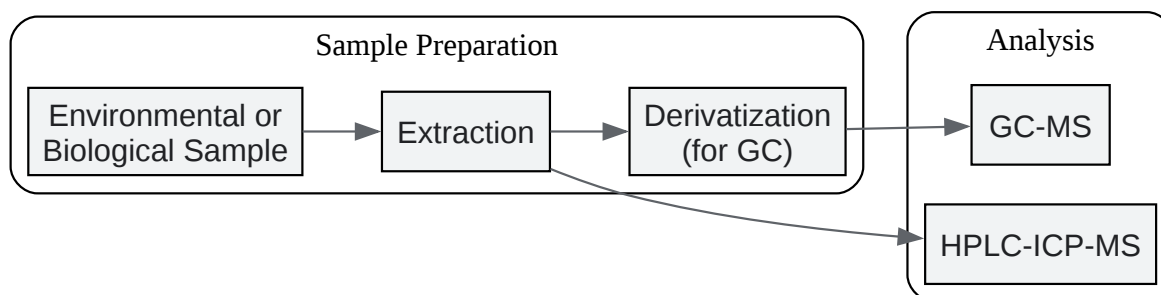 Sample Preparation
Environmental or
Biological Sample
Extraction
Derivatization
(for GC)
Analysis
GC-MS
HPLC-ICP-MS